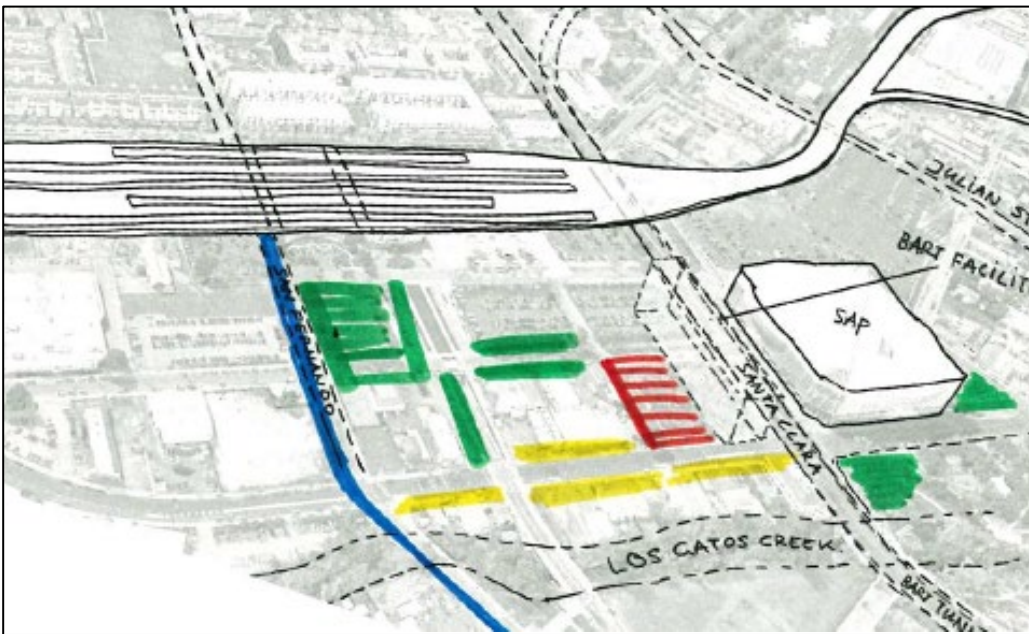 JULIAN ST
BART FACILIT
SAP
SAN FERNANDO
SANTA CLARA
LOS GATOS CREEK
BART TUNN